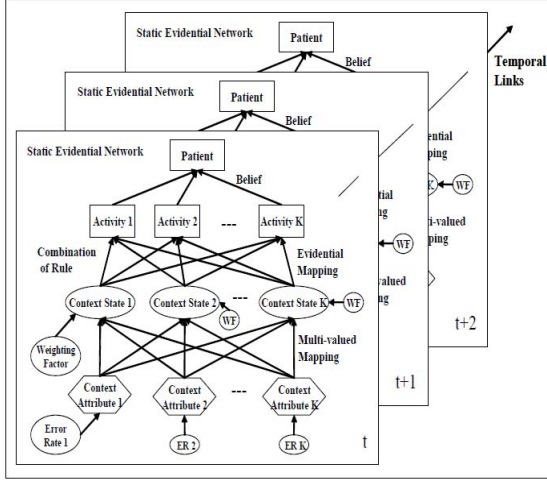 Static Evidential Network
Patient
Belief
Temporal
Links
Static Evidential Network
Patient
Belief
Static Evidential Network
Patient
Belief
Activity 1
Activity 2
---
Activity K
Combination
of Rule
Evidential
Mapping
Context State 1
Context State 2
---
Context State K
WF
WF
Weighting
Factor
Multi-valued
Mapping
Context
Attribute 1
Context
Attribute 2
---
Context
Attribute K
Error
Rate 1
ER 2
ER K
t
WF
t+1
WF
t+2